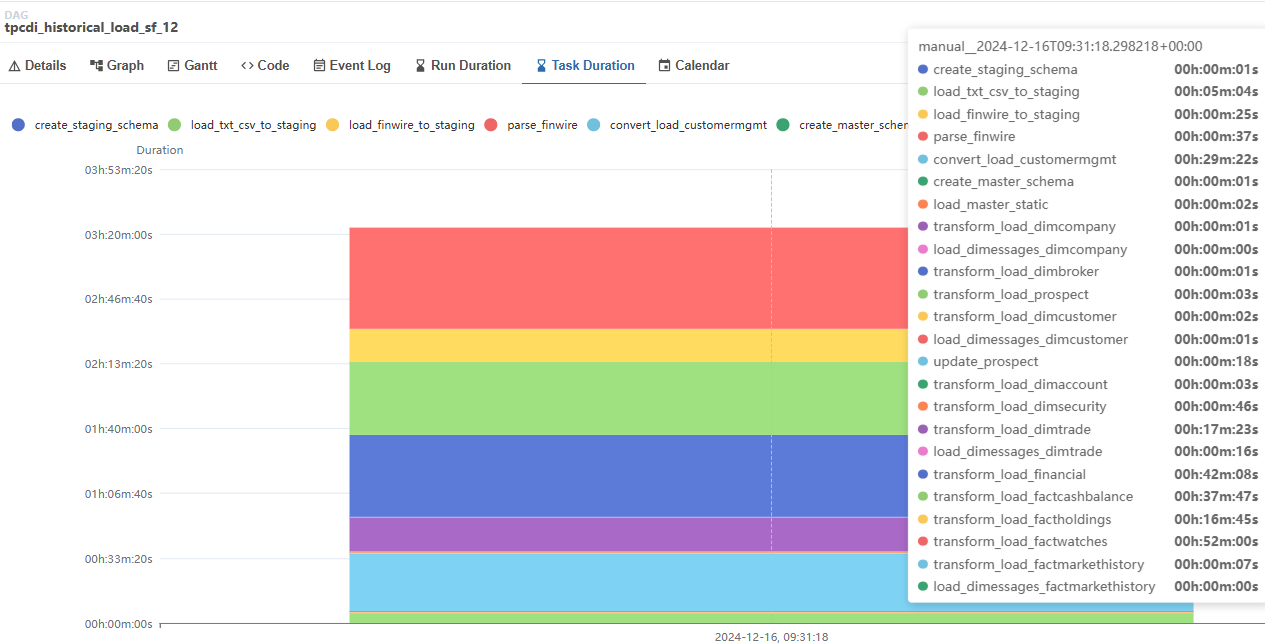 DAG
tpcdi_historical_load_sf_12
Details Graph Gantt <> Code Event Log Run Duration Task Duration Calendar
create_staging_schema load_txt_csv_to_staging load_finwire_to_staging parse_finwire convert_load_customermgmt create_master_schem
Duration
03h:53m:20s
03h:20m:00s
02h:46m:40s
02h:13m:20s
01h:40m:00s
01h:06m:40s
00h:33m:20s
00h:00m:00s
2024-12-16, 09:31:18
manual__2024-12-16T09:31:18.298218+00:00
create_staging_schema 00h:00m:01s
load_txt_csv_to_staging 00h:05m:04s
load_finwire_to_staging 00h:00m:25s
parse_finwire 00h:00m:37s
convert_load_customermgmt 00h:29m:22s
create_master_schema 00h:00m:01s
load_master_static 00h:00m:02s
transform_load_dimcompany 00h:00m:01s
load_dimessages_dimcompany 00h:00m:00s
transform_load_dimbroker 00h:00m:01s
transform_load_prospect 00h:00m:03s
transform_load_dimcustomer 00h:00m:02s
load_dimessages_dimcustomer 00h:00m:01s
update_prospect 00h:00m:18s
transform_load_dimaccount 00h:00m:03s
transform_load_dimsecurity 00h:00m:46s
transform_load_dimtrade 00h:17m:23s
load_dimessages_dimtrade 00h:00m:16s
transform_load_financial 00h:42m:08s
transform_load_factcashbalance 00h:37m:47s
transform_load_factholdings 00h:16m:45s
transform_load_factwatches 00h:52m:00s
transform_load_factmarkethistory 00h:00m:07s
load_dimessages_factmarkethistory 00h:00m:00s